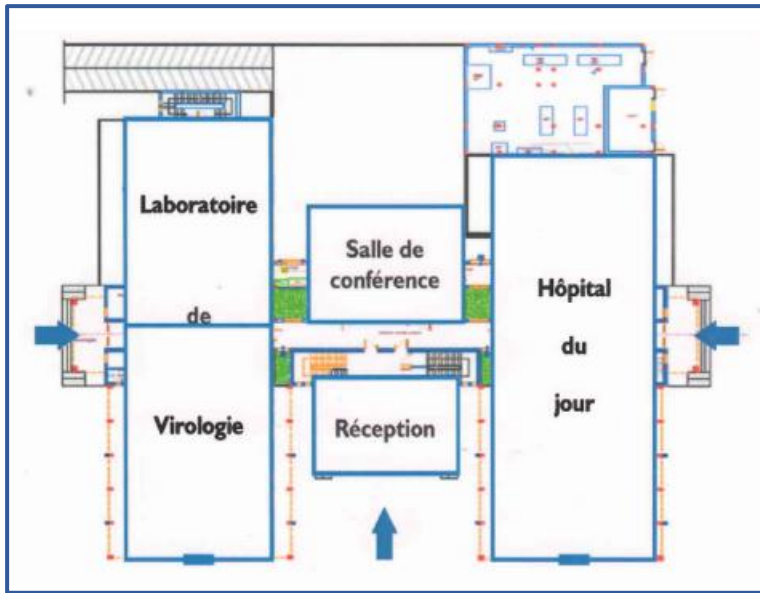 Laboratoire
de
Virologie
Salle de
conférence
Réception
Hôpital
du
jour